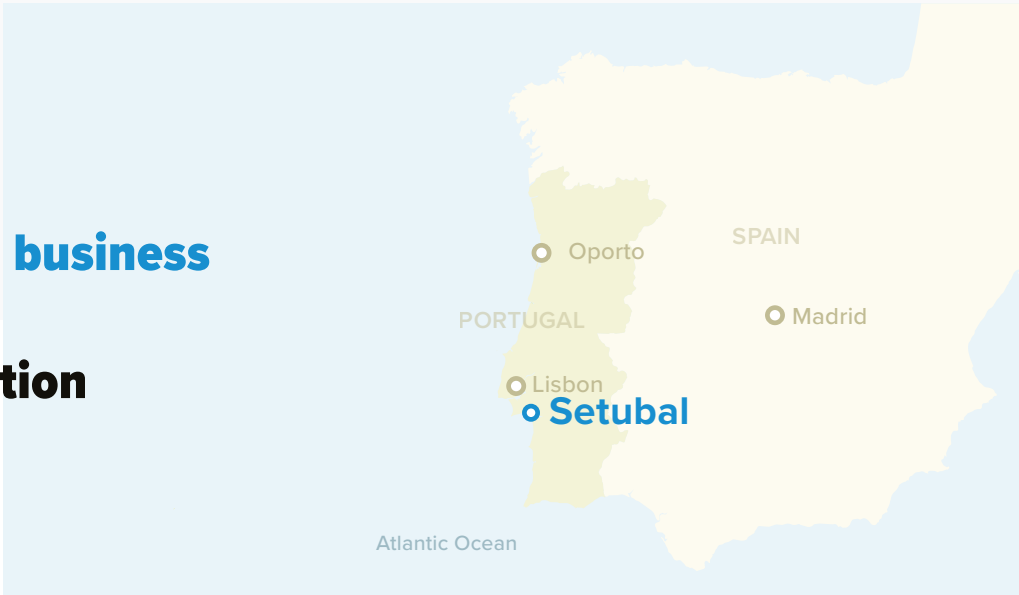 business
tion
SPAIN
Oporto
Madrid
PORTUGAL
Lisbon
Setubal
Atlantic Ocean